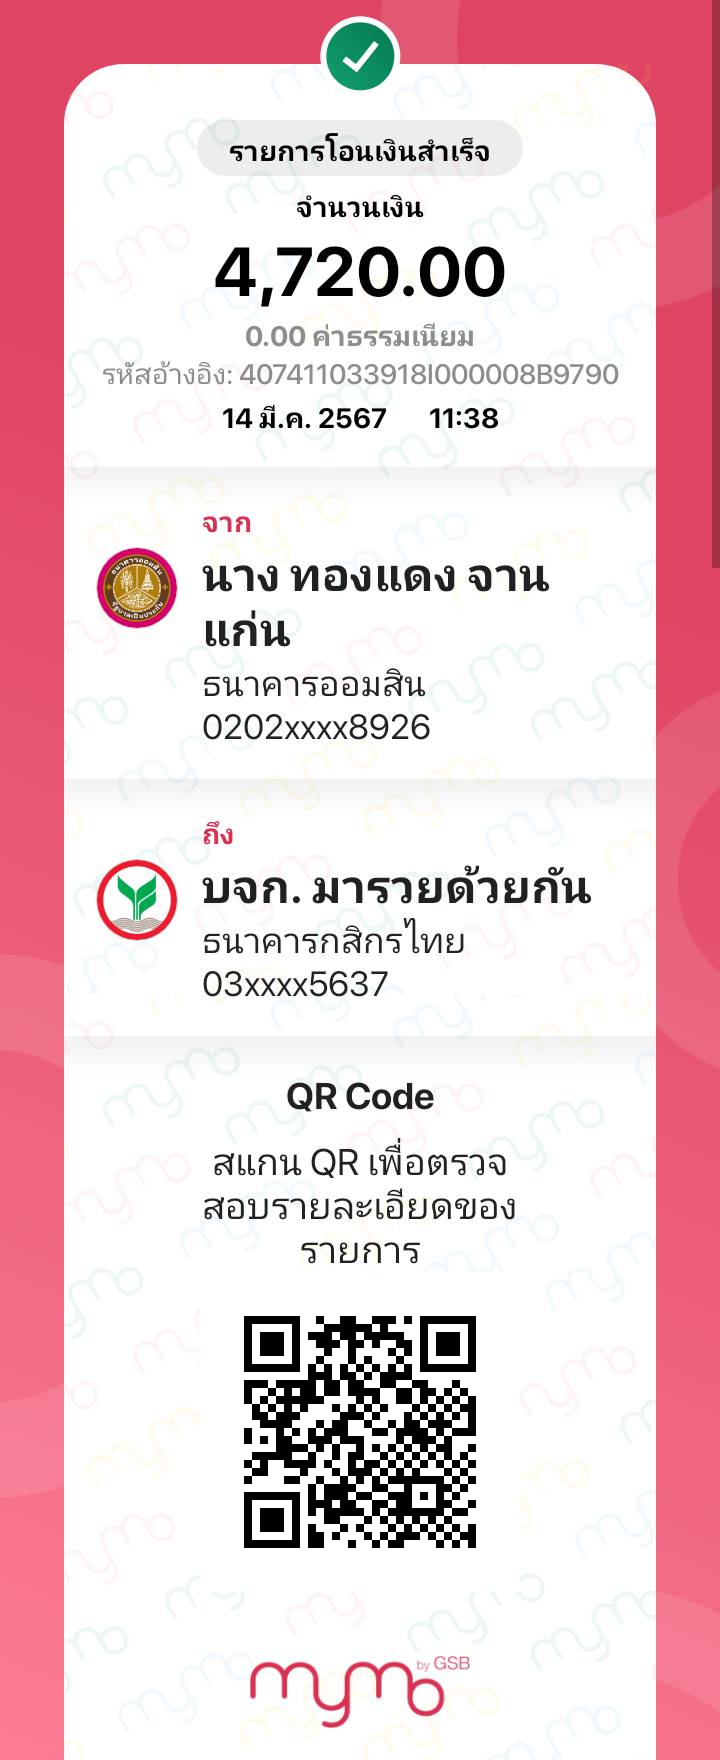 รายการโอนเงินสำเร็จ
จำนวนเงิน
4,720.00
0.00 ค่าธรรมเนียม
รหัสอ้างอิง: 407411033918I000008B9790
14 มี.ค. 2567 11:38
จาก
นาง ทองแดง จาน
แก่น
ธนาคารออมสิน
0202xxxx8926
ถึง
บจก. มารวยด้วยกัน
ธนาคารกสิกรไทย
03xxxx5637
QR Code
สแกน QR เพื่อตรวจ
สอบรายละเอียดของ
รายการ
mymo by GSB